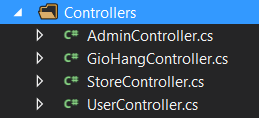 Controllers
C# AdminController.cs
C# GioHangController.cs
C# StoreController.cs
C# UserController.cs